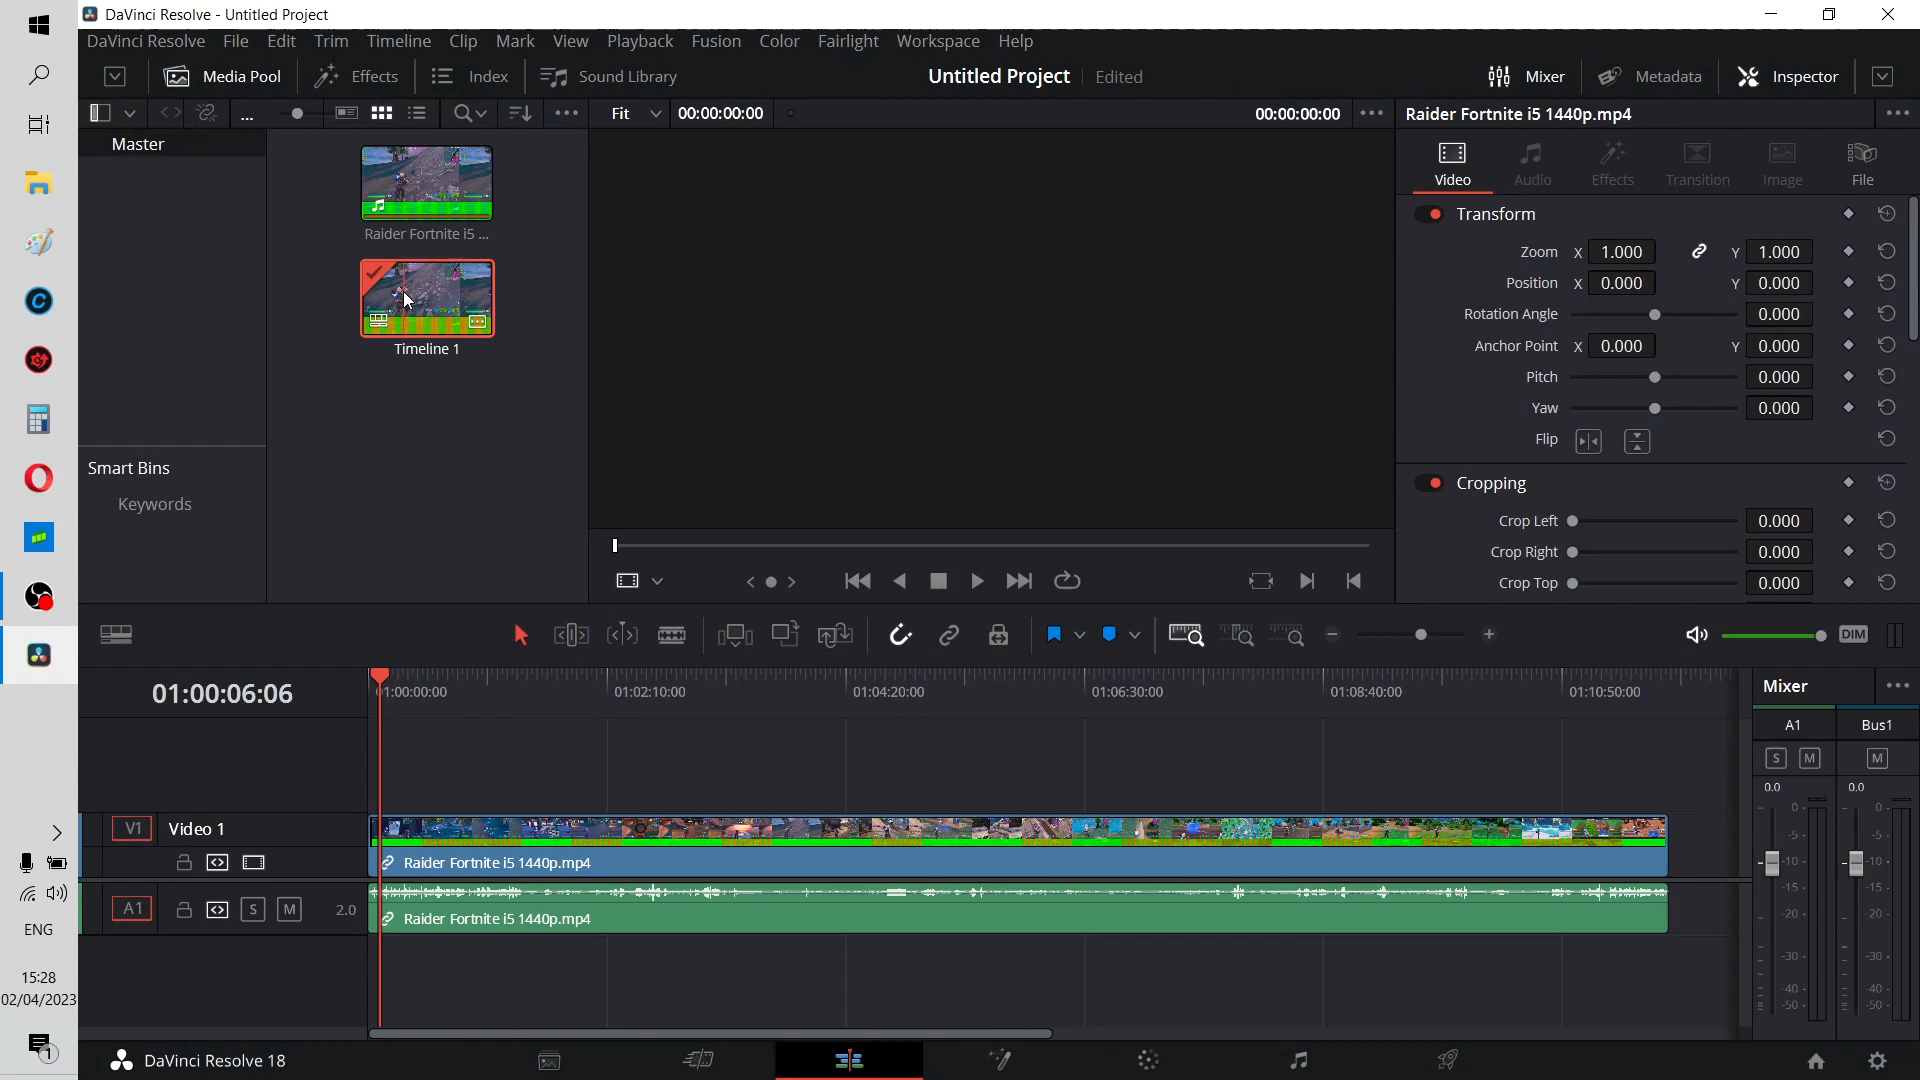 DaVinci Resolve - Untitled Project
DaVinci Resolve File Edit Trim Timeline Clip Mark View Playback Fusion Color Fairlight Workspace Help
Media Pool Effects Index Sound Library Untitled Project Edited Mixer Metadata Inspector
... Fit 00:00:00:00 00:00:00:00 Raider Fortnite i5 1440p.mp4
Master
Video Audio Effects Transition Image File
Raider Fortnite i5 ...
Timeline 1
Smart Bins
Keywords
Transform
Zoom X 1.000 Y 1.000
Position X 0.000 Y 0.000
Rotation Angle 0.000
Anchor Point X 0.000 Y 0.000
Pitch 0.000
Yaw 0.000
Flip
Cropping
Crop Left 0.000
Crop Right 0.000
Crop Top 0.000
DIM
01:00:06:06
01:00:00:00 01:02:10:00 01:04:20:00 01:06:30:00 01:08:40:00 01:10:50:00
V1 Video 1
Raider Fortnite i5 1440p.mp4
A1 S M 2.0
Raider Fortnite i5 1440p.mp4
Mixer
A1 Bus1
S M M
0.0 0.0
0 0
-5 -5
-10 -10
-15 -15
-20 -20
-30 -30
-40 -40
-50 -50
ENG
15:28
02/04/2023
1
DaVinci Resolve 18